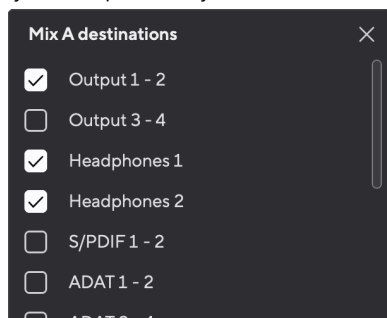 Mix A destinations
Output 1 - 2
Output 3 - 4
Headphones 1
Headphones 2
S/PDIF 1 - 2
ADAT 1 - 2